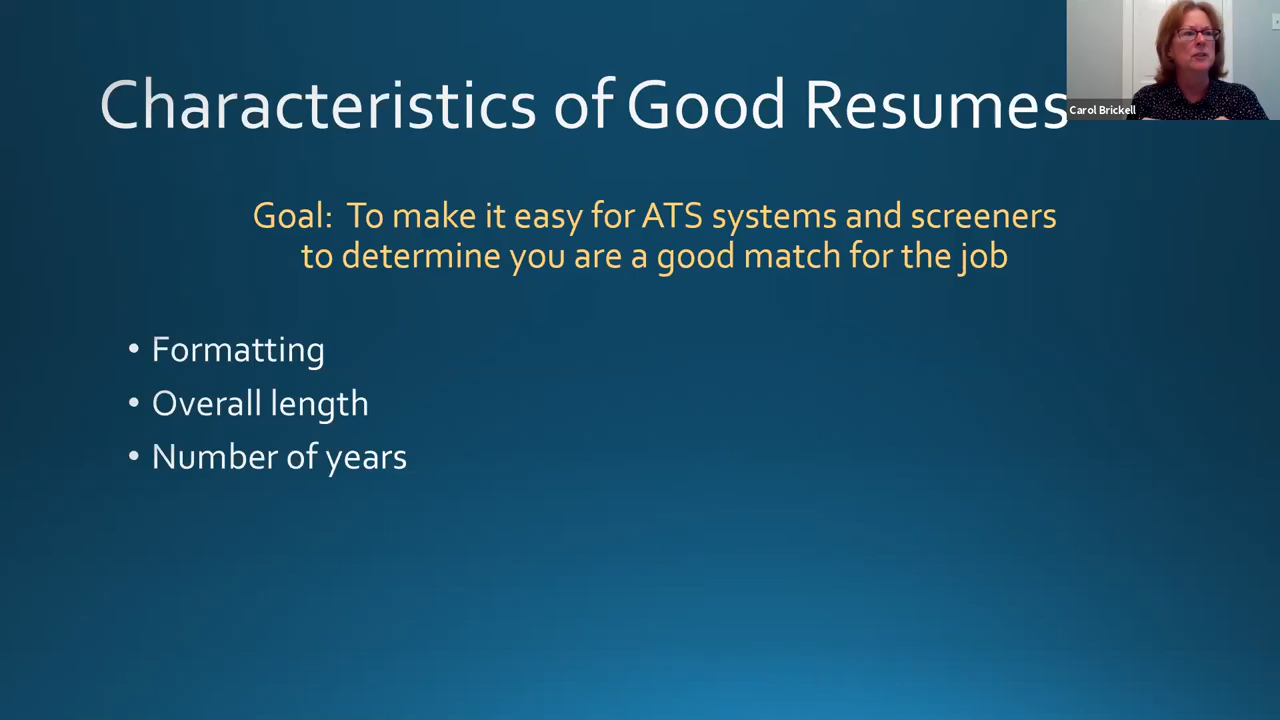 Characteristics of Good Resumes
Carol Brickell
Goal: To make it easy for ATS systems and screeners
to determine you are a good match for the job
• Formatting
• Overall length
• Number of years